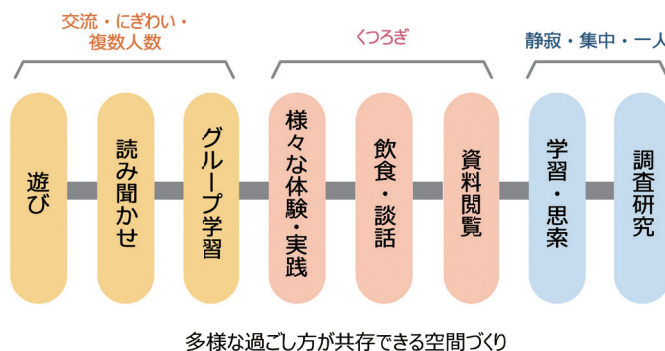 交流・にぎわい・
複数人数
くつろぎ
静寂・集中・一人
遊び
読み聞かせ
グループ学習
様々な体験・実践
飲食・談話
資料閲覧
学習・思索
調査研究
多様な過ごし方が共存できる空間づくり